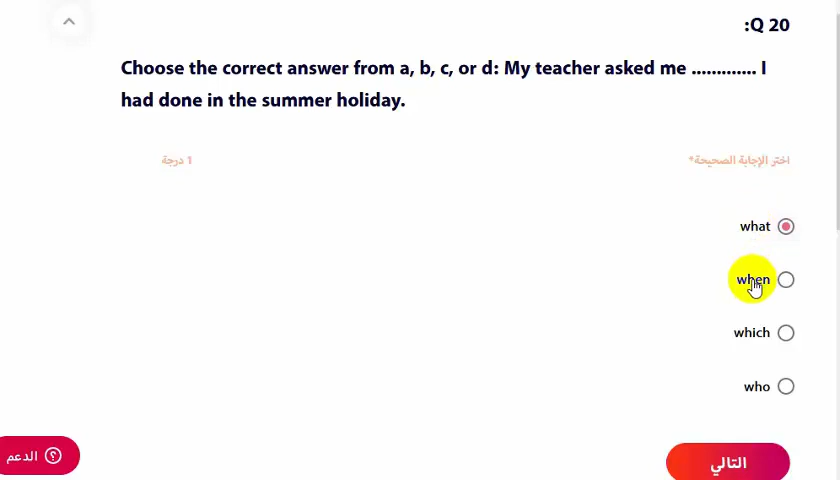 :Q 20
Choose the correct answer from a, b, c, or d: My teacher asked me ............. I
had done in the summer holiday.
اختر الإجابة الصحيحة*
1 درجة
what
when
which
who
الدعم
التالي